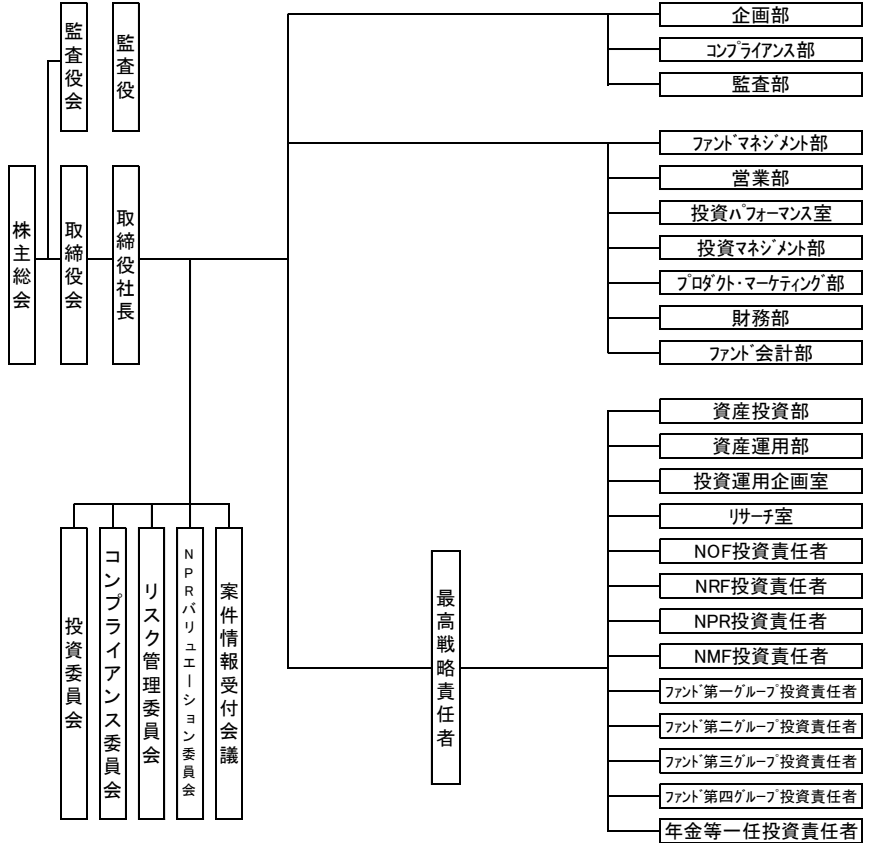 監査役会
監査役
株主総会
取締役会
取締役社長
投資委員会
コンプライアンス委員会
リスク管理委員会
NPRバリュエーション委員会
案件情報受付会議
最高戦略責任者
企画部
ｺﾝﾌﾟﾗｲｱﾝｽ部
監査部
ﾌｧﾝﾄﾞﾏﾈｼﾞﾒﾝﾄ部
営業部
投資ﾊﾟﾌｫｰﾏﾝｽ室
投資ﾏﾈｼﾞﾒﾝﾄ部
ﾌﾟﾛﾀﾞｸﾄ・ﾏｰｹﾃｨﾝｸﾞ部
財務部
ﾌｧﾝﾄﾞ会計部
資産投資部
資産運用部
投資運用企画室
ﾘｻｰﾁ室
NOF投資責任者
NRF投資責任者
NPR投資責任者
NMF投資責任者
ﾌｧﾝﾄﾞ第一ｸﾞﾙｰﾌﾟ投資責任者
ﾌｧﾝﾄﾞ第二ｸﾞﾙｰﾌﾟ投資責任者
ﾌｧﾝﾄﾞ第三ｸﾞﾙｰﾌﾟ投資責任者
ﾌｧﾝﾄﾞ第四ｸﾞﾙｰﾌﾟ投資責任者
年金等一任投資責任者